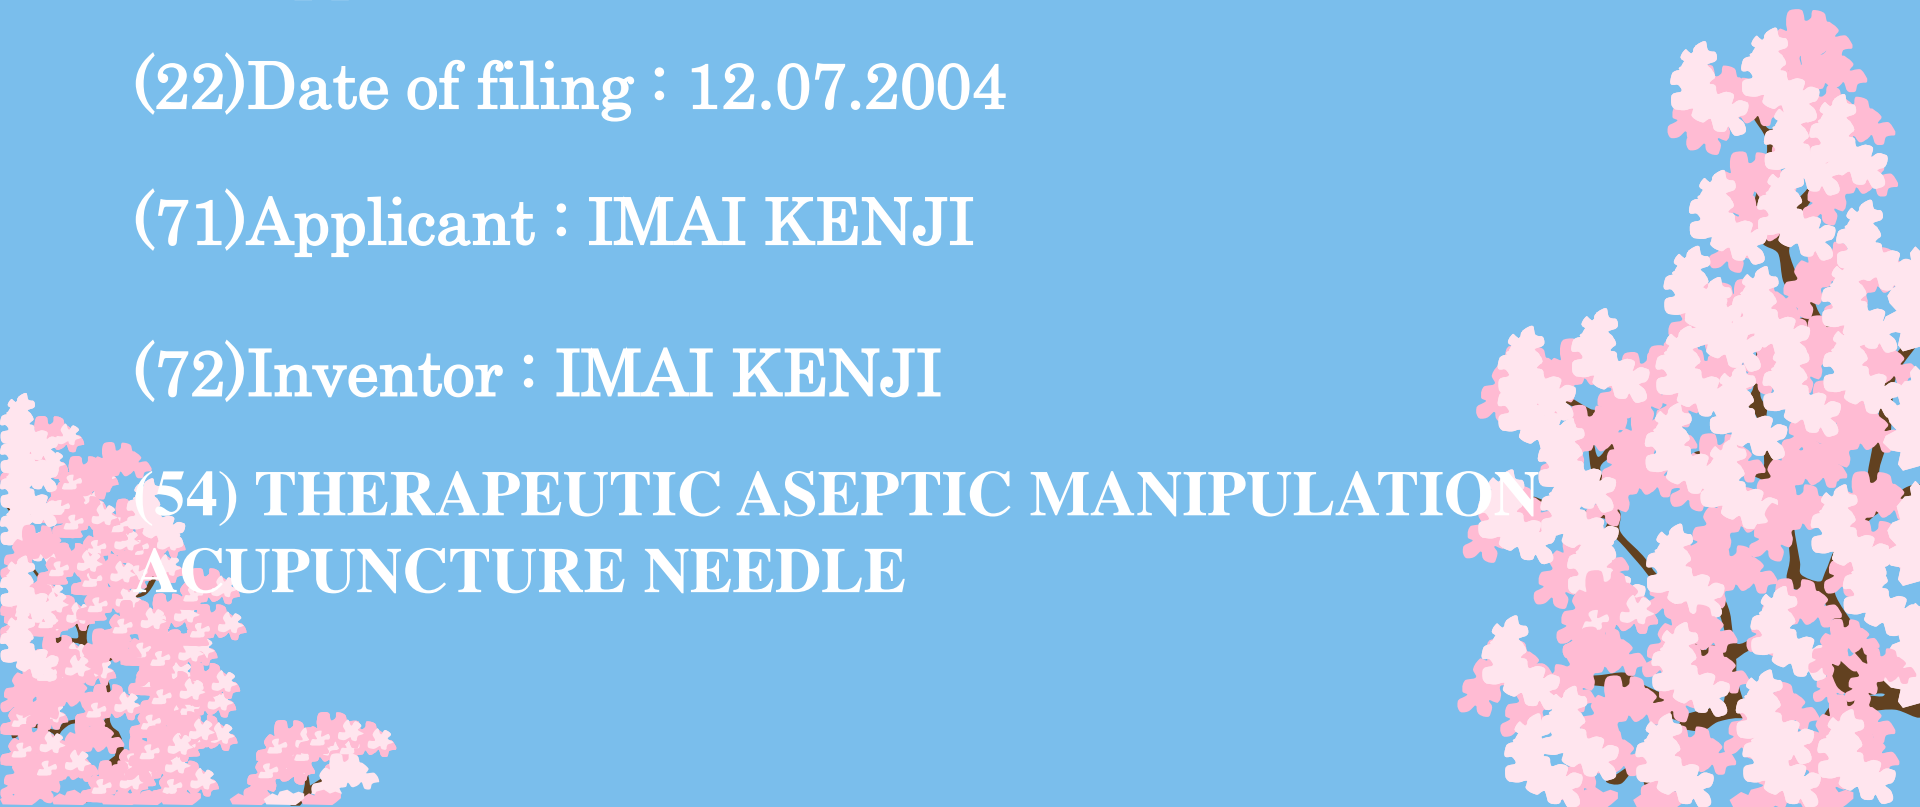 (22)Date of filing : 12.07.2004
(71)Applicant : IMAI KENJI
(72)Inventor : IMAI KENJI
(54) THERAPEUTIC ASEPTIC MANIPULATION
ACUPUNCTURE NEEDLE